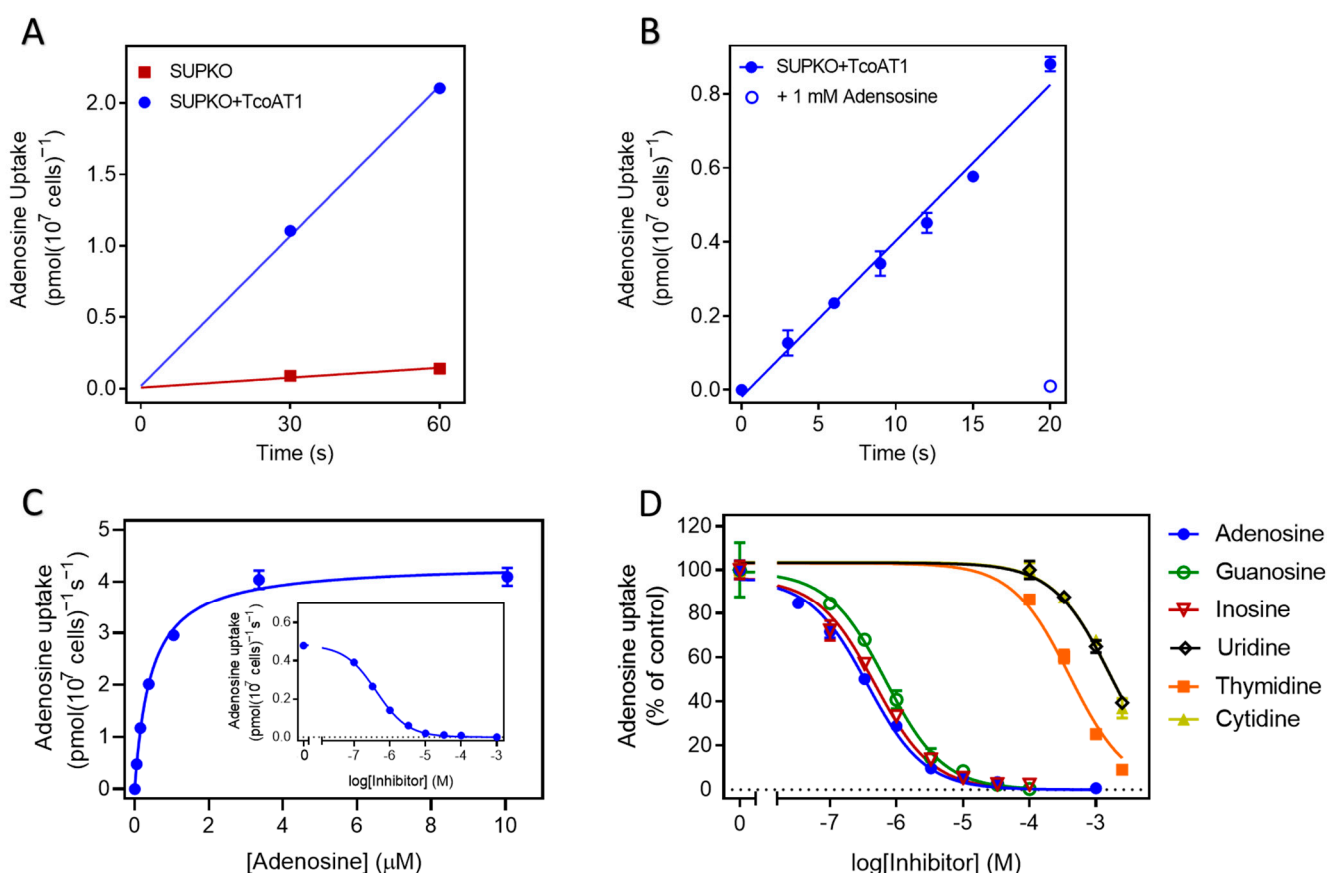 A
SUPKO
SUPKO+TcoAT1
Adenosine Uptake
(pmol(10⁷ cells)⁻¹)
2.0
1.5
1.0
0.5
0.0
0
30
60
Time (s)
B
SUPKO+TcoAT1
+ 1 mM Adensosine
Adenosine Uptake
(pmol(10⁷ cells)⁻¹)
0.8
0.6
0.4
0.2
0.0
0
5
10
15
20
Time (s)
C
Adenosine uptake
(pmol(10⁷ cells)⁻¹s⁻¹)
5
4
3
2
1
0
0
2
4
6
8
10
[Adenosine] (μM)
Adenosine uptake
(pmol(10⁷ cells)⁻¹s⁻¹)
0.6
0.4
0.2
0.0
0
-7
-6
-5
-4
-3
log[Inhibitor] (M)
D
Adenosine uptake
(% of control)
120
100
80
60
40
20
0
0
-7
-6
-5
-4
-3
log[Inhibitor] (M)
Adenosine
Guanosine
Inosine
Uridine
Thymidine
Cytidine